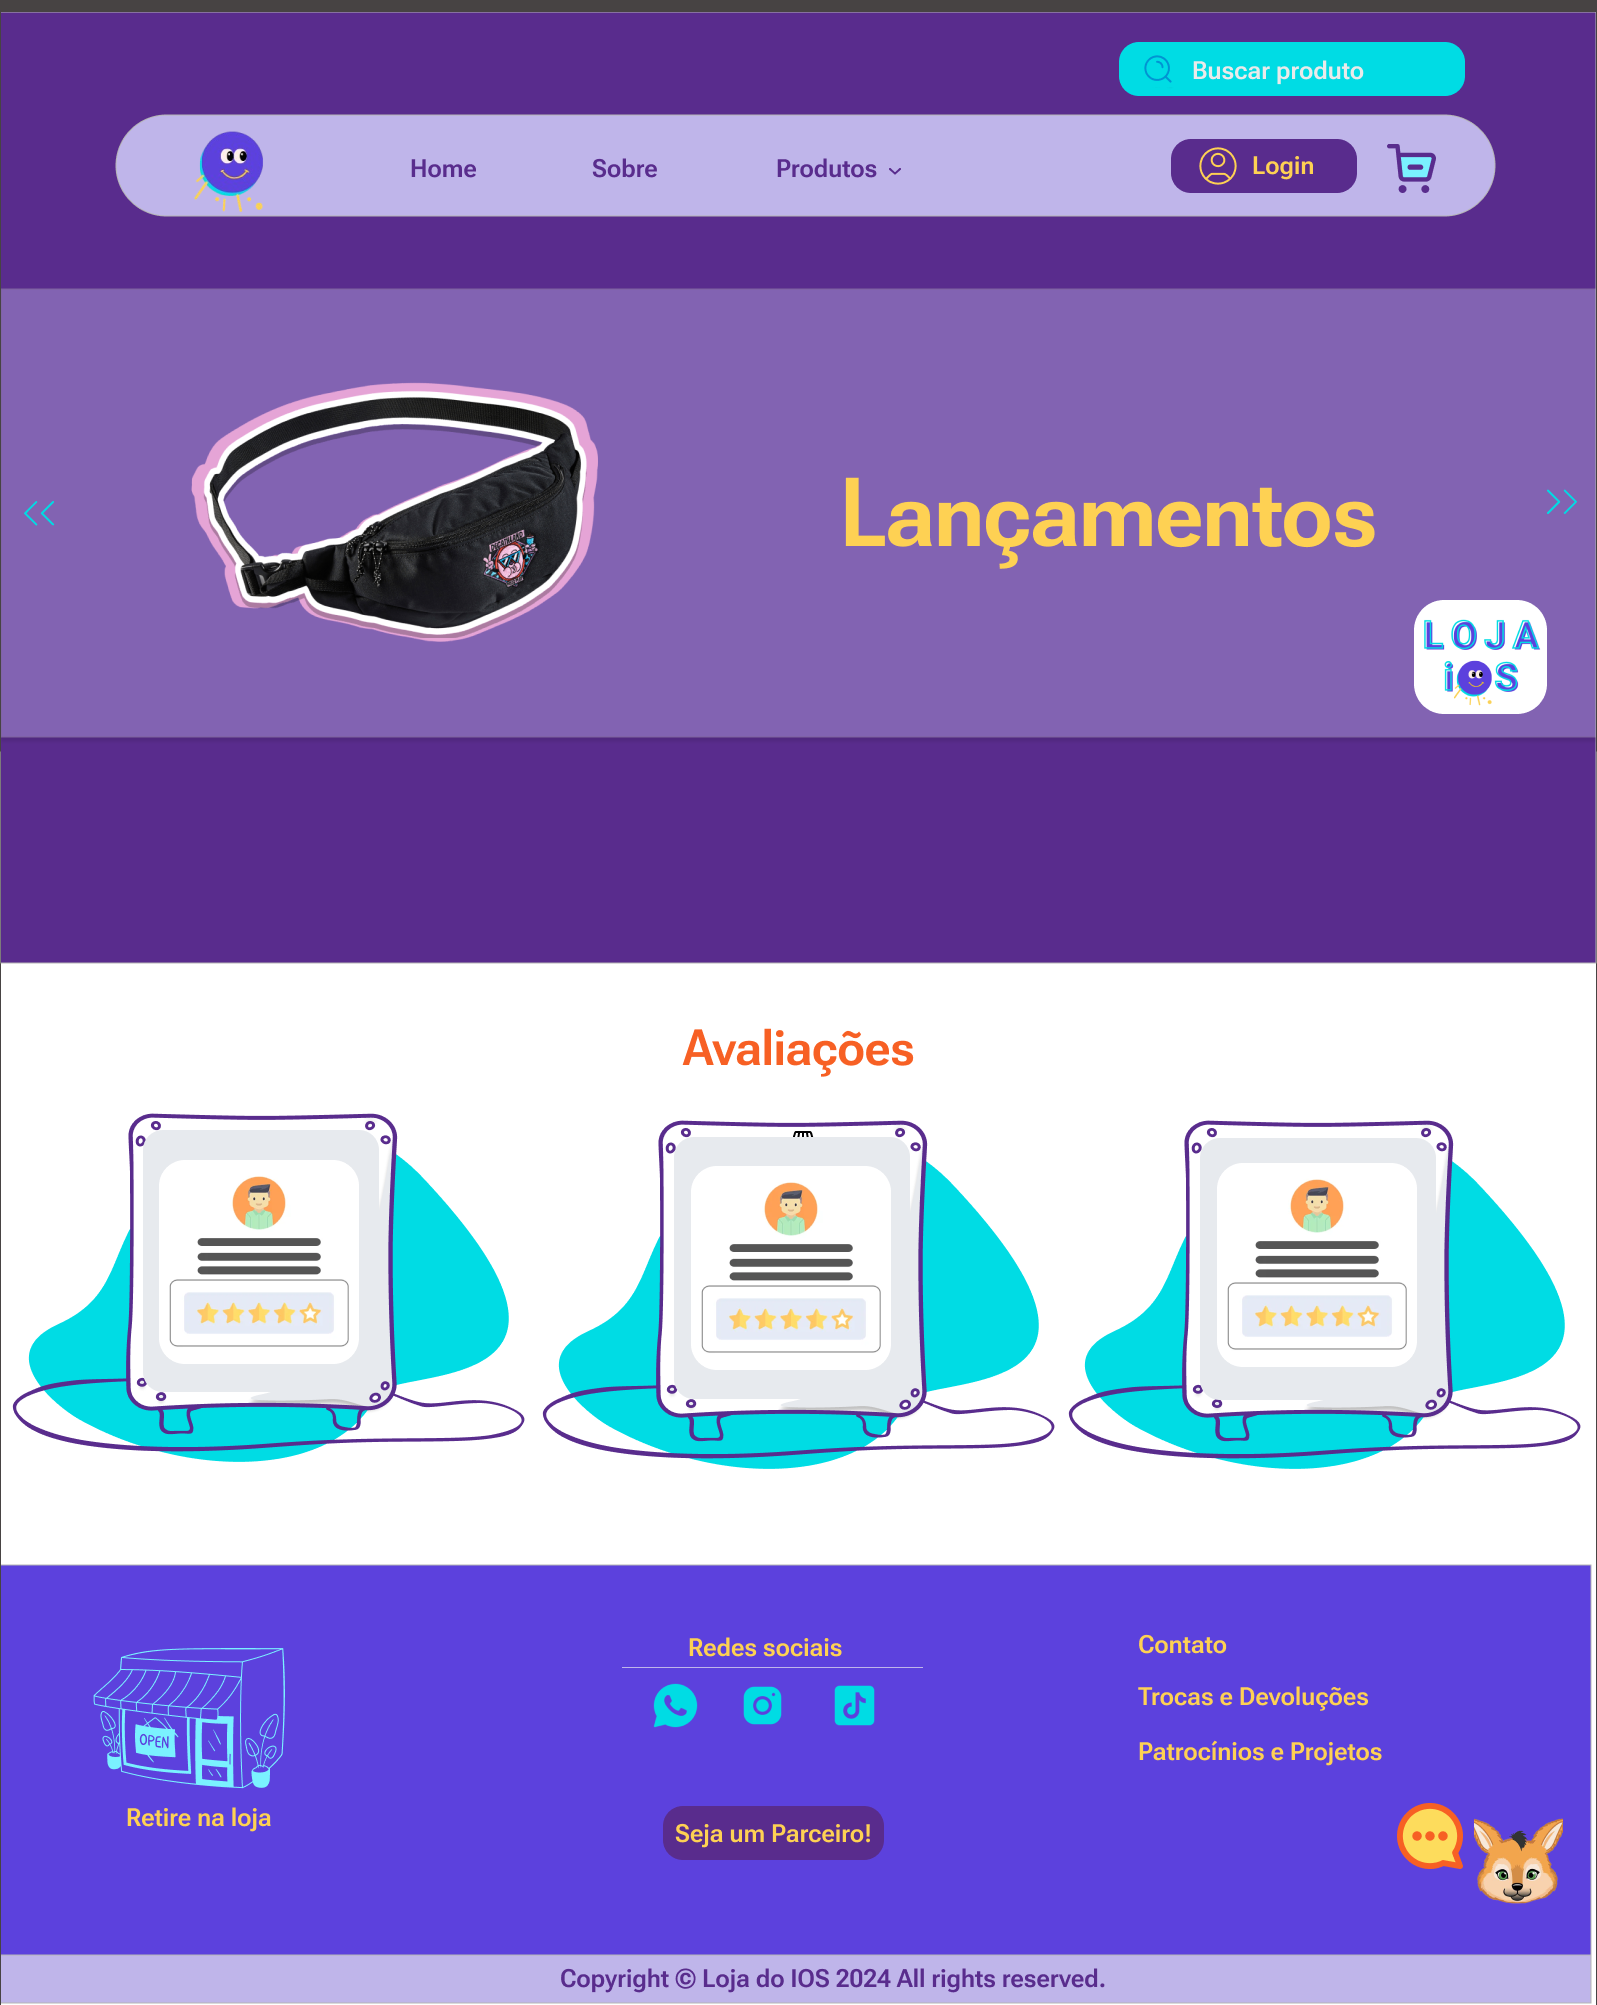 Buscar produto
Home
Sobre
Produtos
Login
Lançamentos
LOJA
iOS
Avaliações
Redes sociais
Contato
Trocas e Devoluções
Patrocínios e Projetos
OPEN
Retire na loja
Seja um Parceiro!
Copyright © Loja do IOS 2024 All rights reserved.